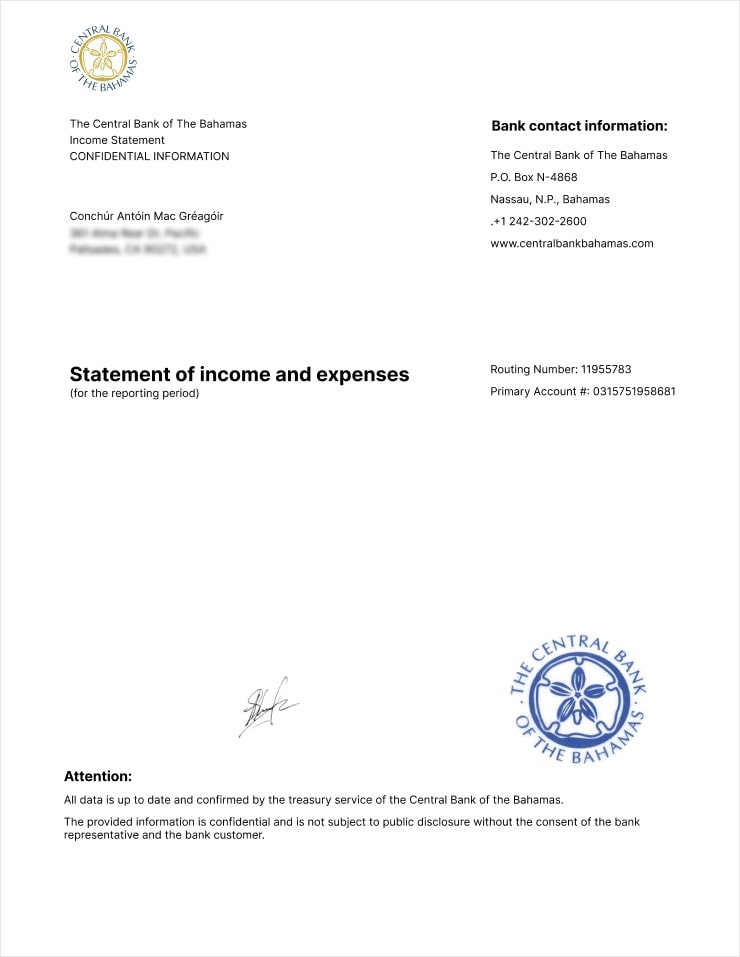 CENTRAL BANK OF THE BAHAMAS
The Central Bank of The Bahamas
Income Statement
CONFIDENTIAL INFORMATION
Conchúr Antóin Mac Gréagóir
Bank contact information:
The Central Bank of The Bahamas
P.O. Box N-4868
Nassau, N.P., Bahamas
.+1 242-302-2600
www.centralbankbahamas.com
Statement of income and expenses
(for the reporting period)
Routing Number: 11955783
Primary Account #: 0315751958681
THE CENTRAL BANK OF THE BAHAMAS
Attention:
All data is up to date and confirmed by the treasury service of the Central Bank of the Bahamas.
The provided information is confidential and is not subject to public disclosure without the consent of the bank
representative and the bank customer.